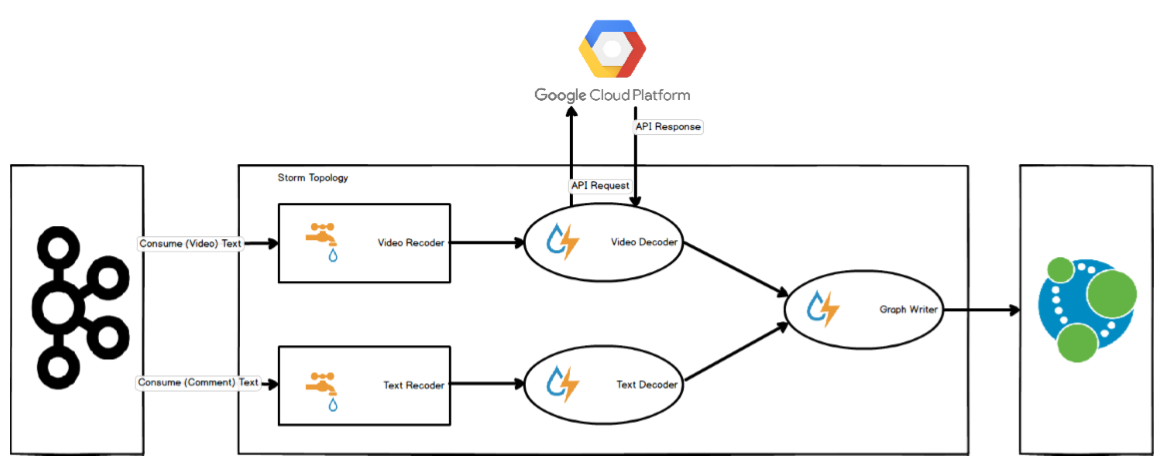 Google Cloud Platform
API Response
API Request
Storm Topology
Consume (Video) Text
Video Recoder
Video Decoder
Graph Writer
Consume (Comment) Text
Text Recoder
Text Decoder